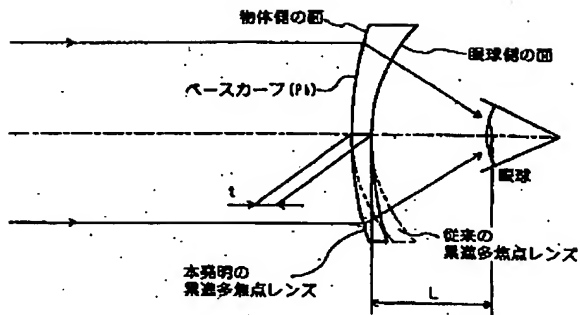 物体側の面
眼球側の面
ベースカーブ(Pb)
眼球
t
従来の
累進多焦点レンズ
本発明の
累進多焦点レンズ
L